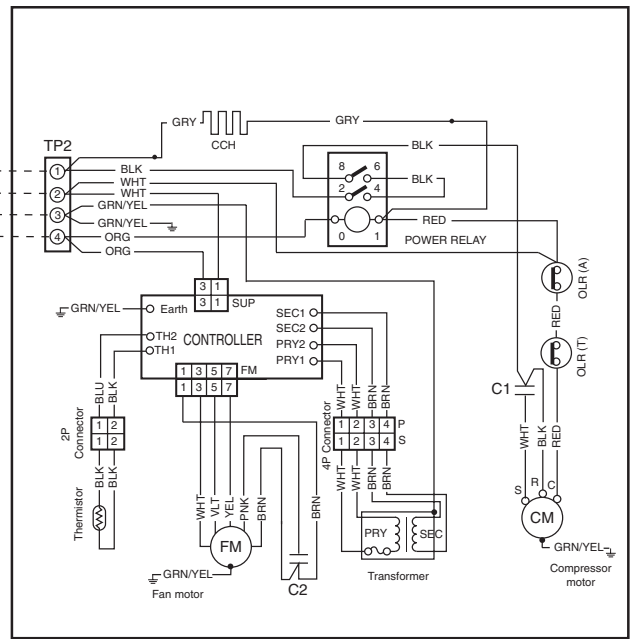 GRY
GRY
CCH
TP2
BLK
8 6
1
BLK
WHT
BLK
2
WHT
2 4
GRN/YEL
3
GRN/YEL
RED
4
ORG
0 1
POWER RELAY
ORG
OLR (A)
3 1
3 1
SUP
RED
GRN/YEL
Earth
SEC1
SEC2
TH2
CONTROLLER
PRY2
TH1
PRY1
OLR (T)
1 3 5 7
FM
1 3 5 7
BLU
BLK
WHT
WHT
BRN
BRN
C1
2P
Connector
1 2
1 2
4P Connector
1 2 3 4
P
1 2 3 4
S
WHT
BLK
RED
BLK
BLK
WHT
WHT
BRN
BRN
Thermistor
WHT
VLT
YEL
PNK
BRN
BRN
S
R
C
CM
FM
PRY
SEC
GRN/YEL
GRN/YEL
Compressor
motor
Fan motor
C2
Transformer